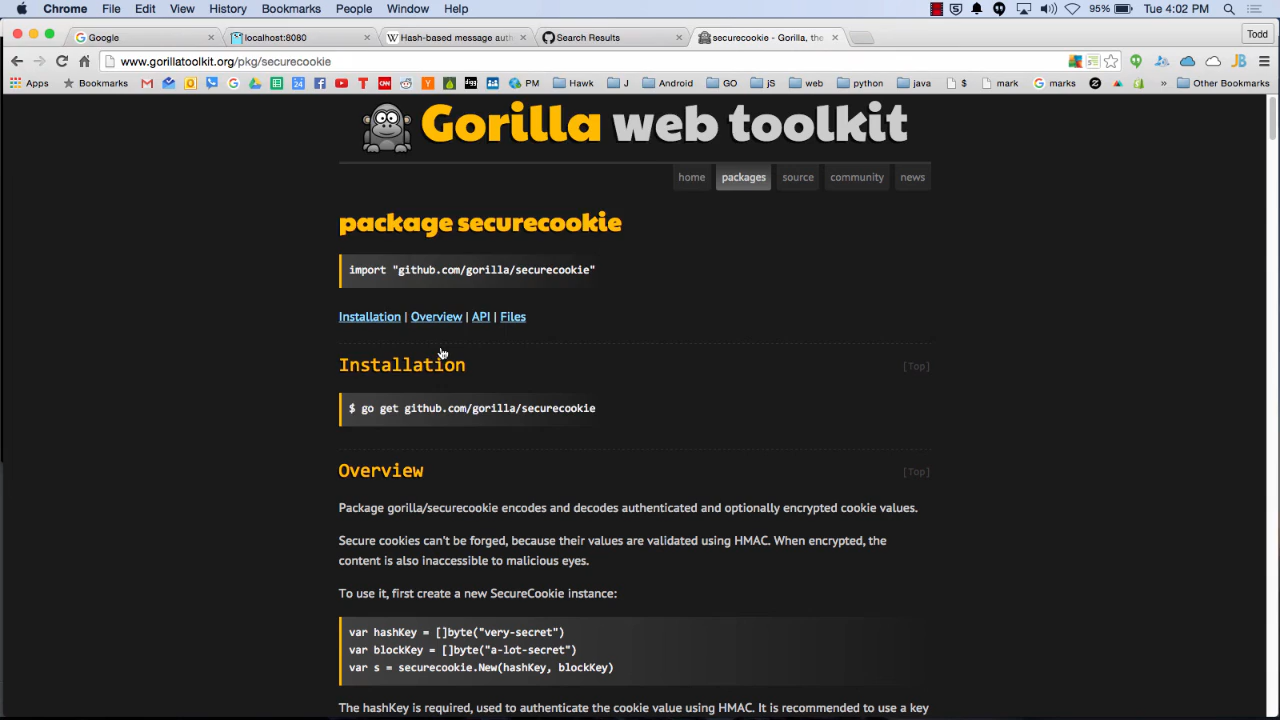 Chrome File Edit View History Bookmarks People Window Help 95% Tue 4:02 PM
Google localhost:8080 Hash-based message auth Search Results securecookie - Gorilla, the Todd
www.gorillatoolkit.org/pkg/securecookie
Apps Bookmarks 24 PM Hawk J Android GO JS web python java $ mark marks » Other Bookmarks
Gorilla web toolkit
home packages source community news
package securecookie
import "github.com/gorilla/securecookie"
Installation | Overview | API | Files
Installation [Top]
$ go get github.com/gorilla/securecookie
Overview [Top]
Package gorilla/securecookie encodes and decodes authenticated and optionally encrypted cookie values.
Secure cookies can't be forged, because their values are validated using HMAC. When encrypted, the
content is also inaccessible to malicious eyes.
To use it, first create a new SecureCookie instance:
var hashKey = []byte("very-secret")
var blockKey = []byte("a-lot-secret")
var s = securecookie.New(hashKey, blockKey)
The hashKey is required, used to authenticate the cookie value using HMAC. It is recommended to use a key